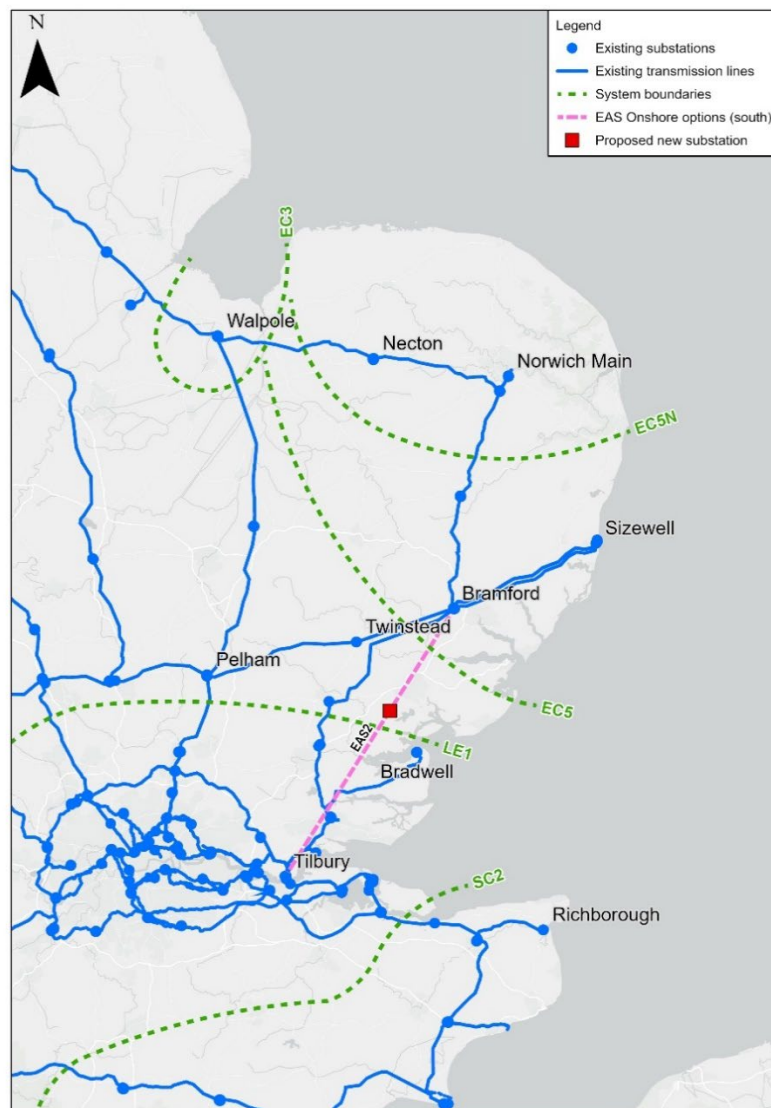 N
Legend
Existing substations
Existing transmission lines
System boundaries
EAS Onshore options (south)
Proposed new substation
EC3
Walpole
Necton
Norwich Main
EC5N
Sizewell
Bramford
Twinstead
Pelham
EC5
EAS2
LE1
Bradwell
Tilbury
SC2
Richborough